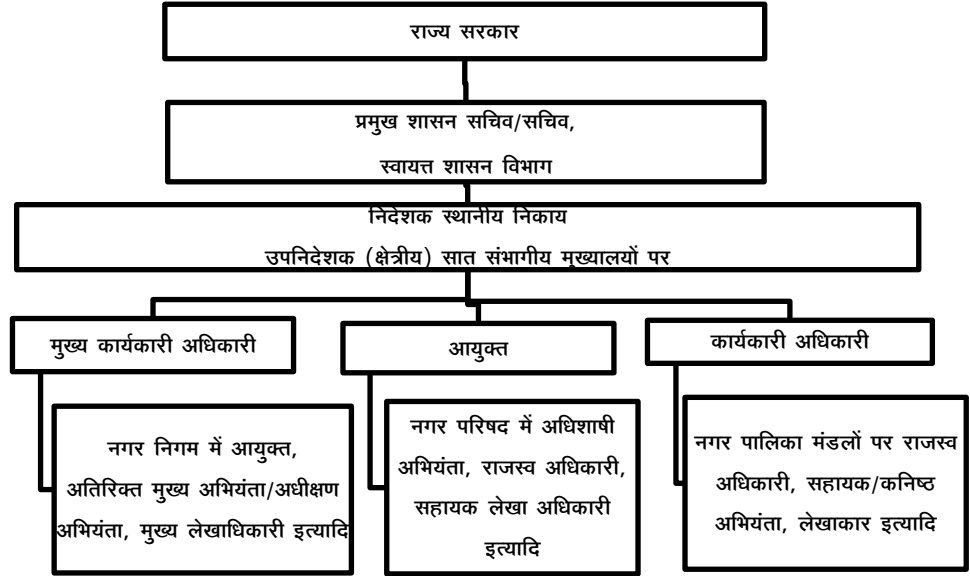 राज्य सरकार
प्रमुख शासन सचिव/सचिव,
स्वायत्त शासन विभाग
निदेशक स्थानीय निकाय
उपनिदेशक (क्षेत्रीय) सात संभागीय मुख्यालयों पर
मुख्य कार्यकारी अधिकारी
आयुक्त
कार्यकारी अधिकारी
नगर निगम में आयुक्त,
अतिरिक्त मुख्य अभियंता/अधीक्षण
अभियंता, मुख्य लेखाधिकारी इत्यादि
नगर परिषद में अधिशाषी
अभियंता, राजस्व अधिकारी,
सहायक लेखा अधिकारी
इत्यादि
नगर पालिका मंडलों पर राजस्व
अधिकारी, सहायक/कनिष्ठ
अभियंता, लेखाकार इत्यादि